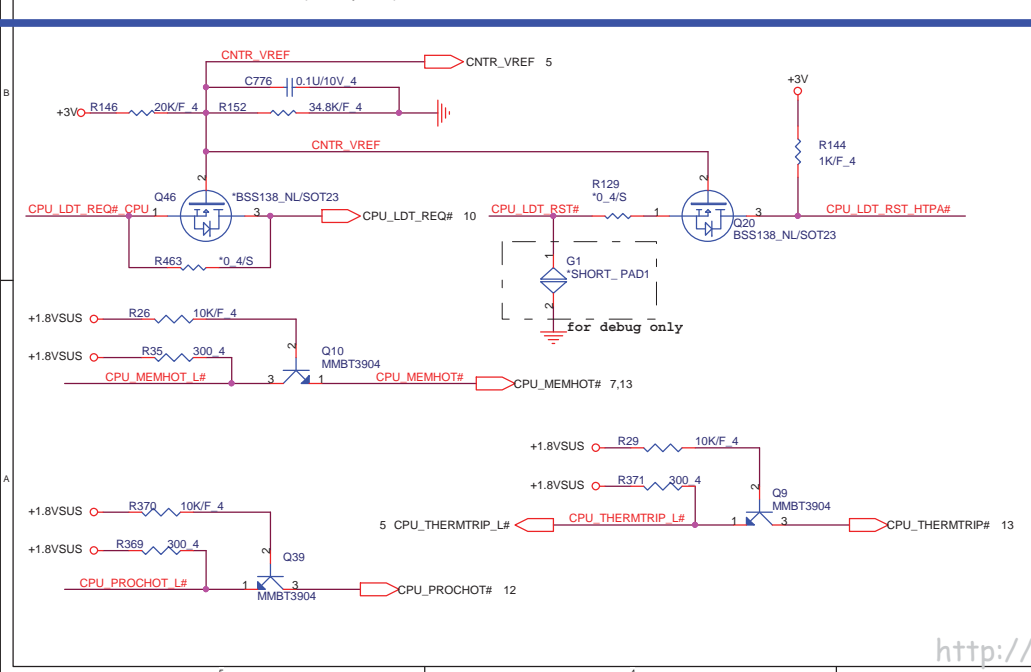 CNTR_VREF
CNTR_VREF 5
B
C776 0.1U/10V_4
+3V R146 20K/F_4 R152 34.8K/F_4
+3V
CNTR_VREF
R144
1K/F_4
2
2
Q46 *BSS138_NL/SOT23
R129
*0_4/S
CPU_LDT_REQ#_CPU 1 3 CPU_LDT_REQ# 10
CPU_LDT_RST# 1 3 CPU_LDT_RST_HTPA#
Q20
BSS138_NL/SOT23
R463 *0_4/S
1
G1
*SHORT_ PAD1
2
for debug only
+1.8VSUS R26 10K/F_4
+1.8VSUS R35 300_4
2
Q10
MMBT3904
CPU_MEMHOT_L# 3 1 CPU_MEMHOT# CPU_MEMHOT# 7,13
+1.8VSUS R29 10K/F_4
A
+1.8VSUS R371 300_4
2
Q9
MMBT3904
5 CPU_THERMTRIP_L# CPU_THERMTRIP_L# 1 3 CPU_THERMTRIP# 13
+1.8VSUS R370 10K/F_4
+1.8VSUS R369 300_4
2
Q39
CPU_PROCHOT_L# 1 3 CPU_PROCHOT# 12
MMBT3904
http://